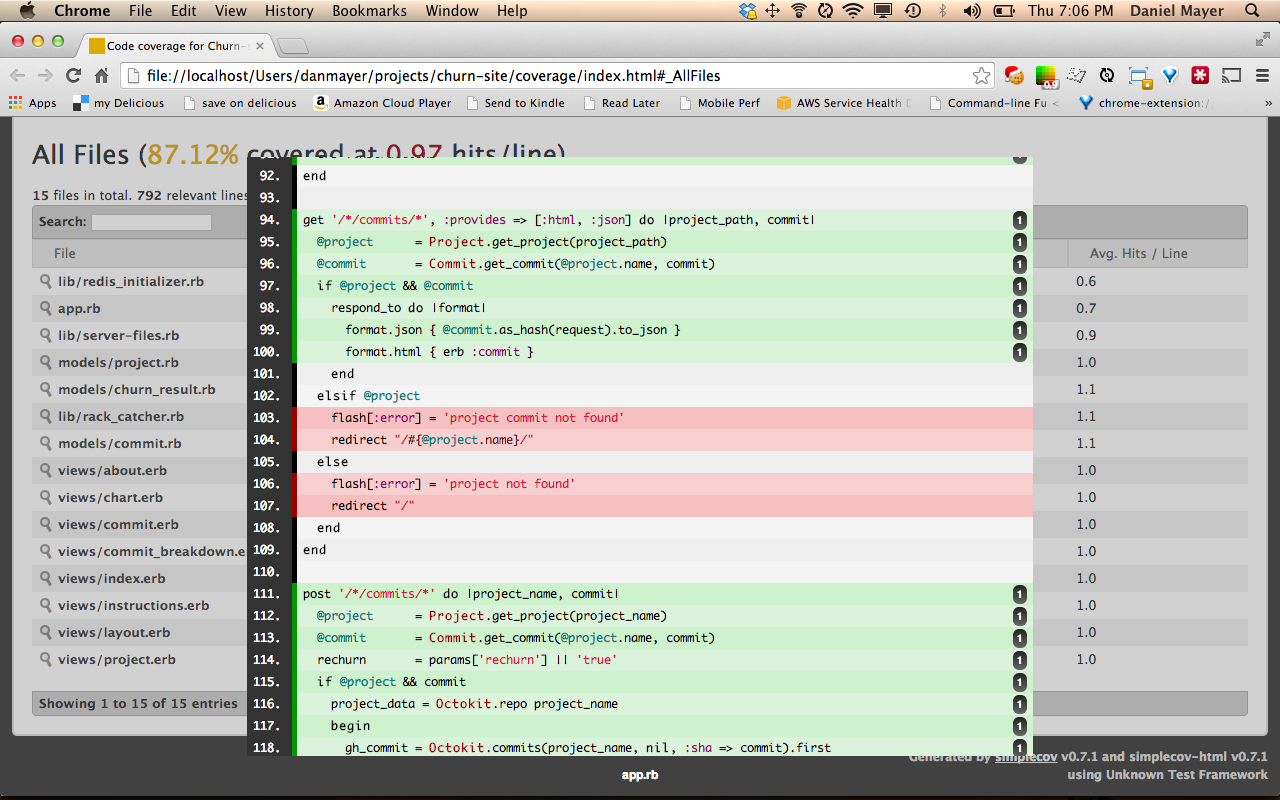 Chrome File Edit View History Bookmarks Window Help Thu 7:06 PM Daniel Mayer
Code coverage for Churn-
file://localhost/Users/danmayer/projects/churn-site/coverage/index.html#_AllFiles
Apps my Delicious save on delicious Amazon Cloud Player Send to Kindle Read Later Mobile Perf AWS Service Health Command-line Fu < chrome-extension:/ »
All Files (87.12% covered at 0.97 hits/line)
15 files in total. 792 relevant lines
Search:
File Avg. Hits / Line
lib/redis_initializer.rb 0.6
app.rb 0.7
lib/server-files.rb 0.9
models/project.rb 1.0
models/churn_result.rb 1.1
lib/rack_catcher.rb 1.1
models/commit.rb 1.1
views/about.erb 1.0
views/chart.erb 1.0
views/commit.erb 1.0
views/commit_breakdown.e 1.0
views/index.erb 1.0
views/instructions.erb 1.0
views/layout.erb 1.0
views/project.erb 1.0
Showing 1 to 15 of 15 entries
92. end
93.
94. get '/*/commits/*', :provides => [:html, :json] do |project_path, commit| 1
95. @project = Project.get_project(project_path) 1
96. @commit = Commit.get_commit(@project.name, commit) 1
97. if @project && @commit 1
98. respond_to do |format| 1
99. format.json { @commit.as_hash(request).to_json } 1
100. format.html { erb :commit } 1
101. end
102. elsif @project
103. flash[:error] = 'project commit not found'
104. redirect "/#{@project.name}/"
105. else
106. flash[:error] = 'project not found'
107. redirect "/"
108. end
109. end
110.
111. post '/*/commits/*' do |project_name, commit| 1
112. @project = Project.get_project(project_name) 1
113. @commit = Commit.get_commit(@project.name, commit) 1
114. rechurn = params['rechurn'] || 'true' 1
115. if @project && commit 1
116. project_data = Octokit.repo project_name 1
117. begin 1
118. gh_commit = Octokit.commits(project_name, nil, :sha => commit).first 1
Generated by simplecov v0.7.1 and simplecov-html v0.7.1
using Unknown Test Framework
app.rb